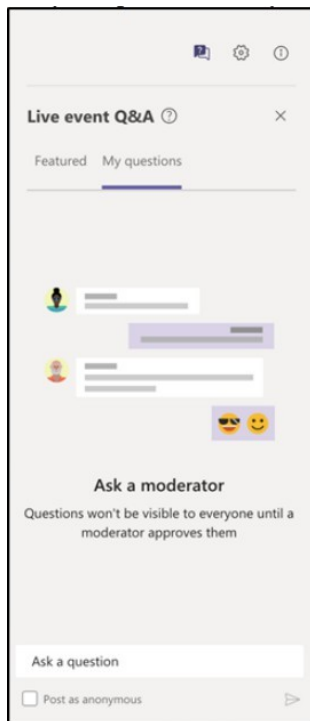 Live event Q&A
Featured My questions
Ask a moderator
Questions won't be visible to everyone until a
moderator approves them
Ask a question
Post as anonymous